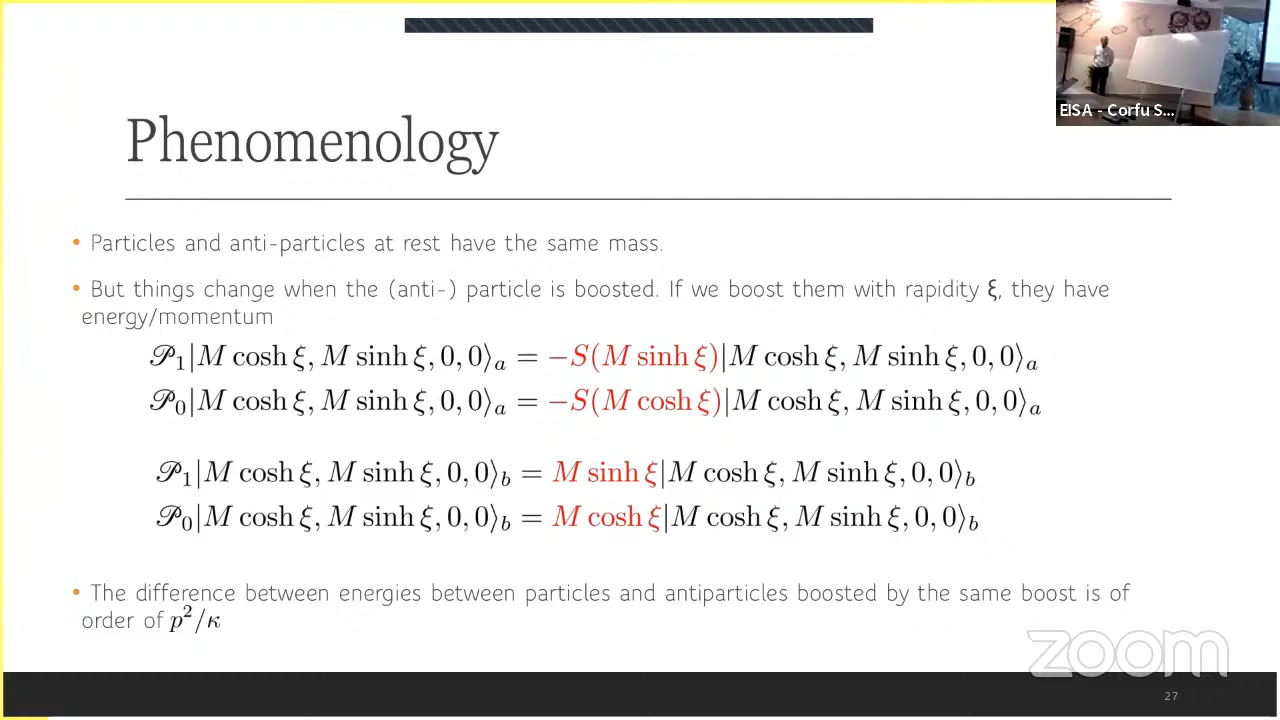 EISA - Corfu S...
Phenomenology
• Particles and anti-particles at rest have the same mass.
• But things change when the (anti-) particle is boosted. If we boost them with rapidity ξ, they have
energy/momentum
𝒫₁|M cosh ξ, M sinh ξ, 0, 0⟩ₐ = −S(M sinh ξ)|M cosh ξ, M sinh ξ, 0, 0⟩ₐ
𝒫₀|M cosh ξ, M sinh ξ, 0, 0⟩ₐ = −S(M cosh ξ)|M cosh ξ, M sinh ξ, 0, 0⟩ₐ
𝒫₁|M cosh ξ, M sinh ξ, 0, 0⟩_b = M sinh ξ|M cosh ξ, M sinh ξ, 0, 0⟩_b
𝒫₀|M cosh ξ, M sinh ξ, 0, 0⟩_b = M cosh ξ|M cosh ξ, M sinh ξ, 0, 0⟩_b
• The difference between energies between particles and antiparticles boosted by the same boost is of
order of p²/κ
zoom
27